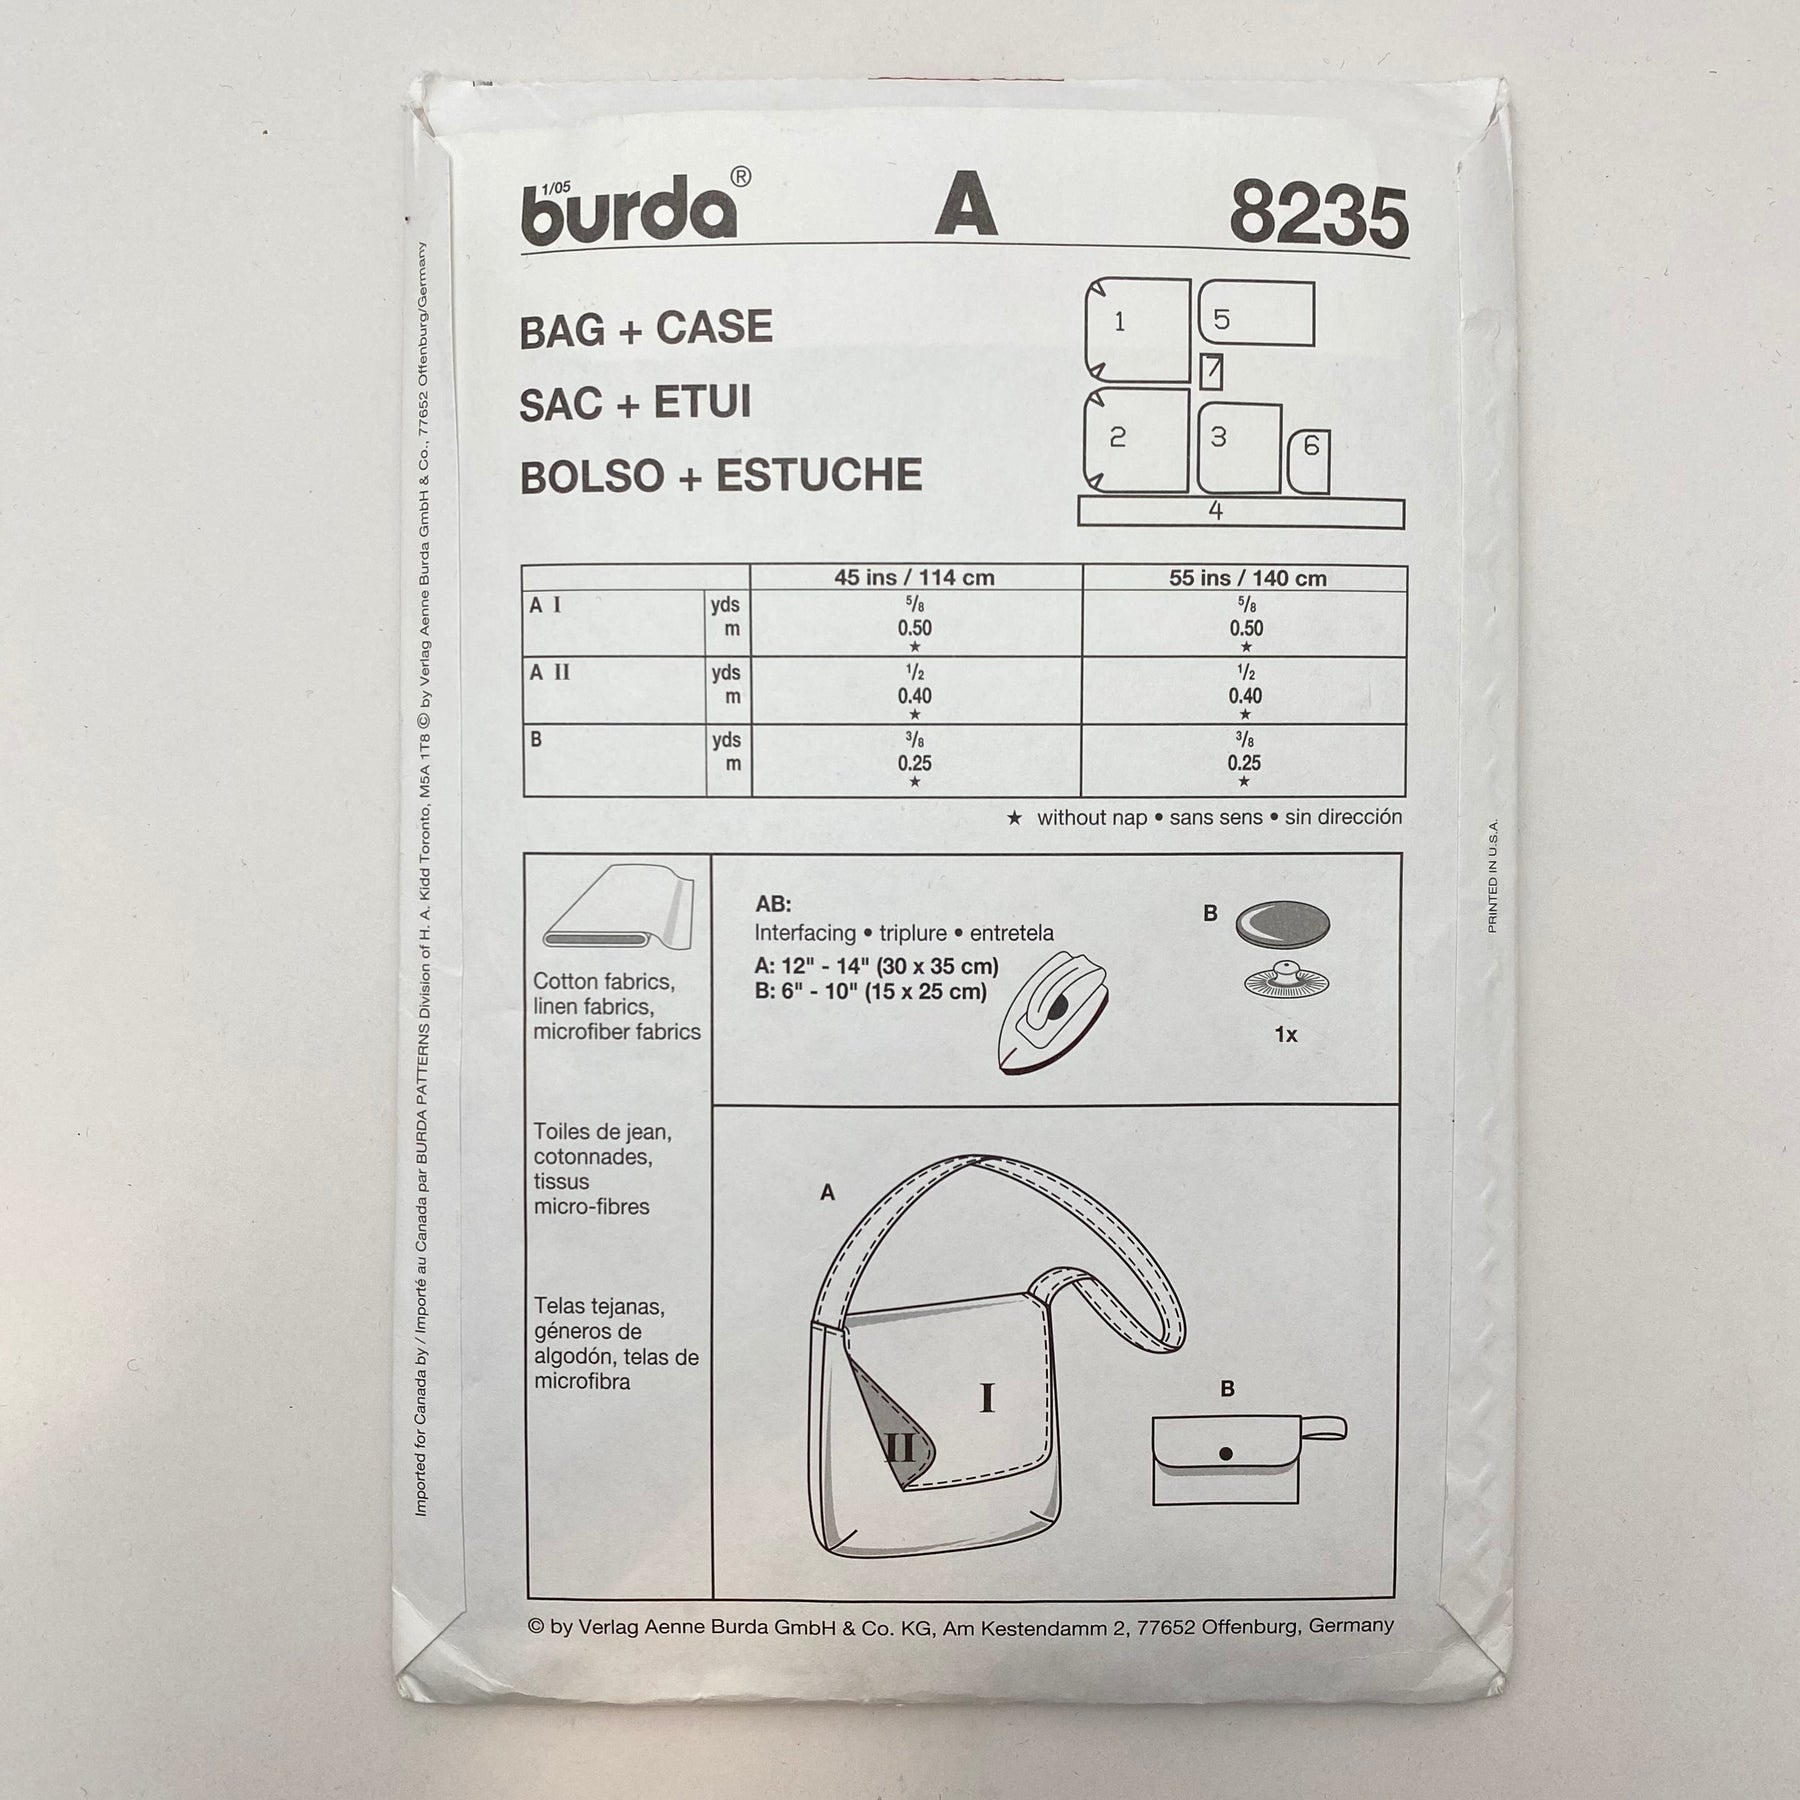 1/05
burda® A 8235
BAG + CASE
SAC + ETUI
BOLSO + ESTUCHE
1 5
7
2 3 6
4
45 ins / 114 cm 55 ins / 140 cm
A I yds 5/8 5/8
m 0.50 0.50
★ ★
A II yds 1/2 1/2
m 0.40 0.40
★ ★
B yds 3/8 3/8
m 0.25 0.25
★ ★
★ without nap • sans sens • sin dirección
Cotton fabrics,
linen fabrics,
microfiber fabrics
Toiles de jean,
cotonnades,
tissus
micro-fibres
Telas tejanas,
géneros de
algodón, telas de
microfibra
AB:
Interfacing • triplure • entretela
A: 12" - 14" (30 x 35 cm)
B: 6" - 10" (15 x 25 cm)
B
1x
A
I
II
B
© by Verlag Aenne Burda GmbH & Co. KG, Am Kestendamm 2, 77652 Offenburg, Germany
Imported for Canada by / Importé au Canada par BURDA PATTERNS Division of H. A. Kidd Toronto, M5A 1T8 © by Verlag Aenne Burda GmbH & Co., 77652 Offenburg/Germany
PRINTED IN U.S.A.